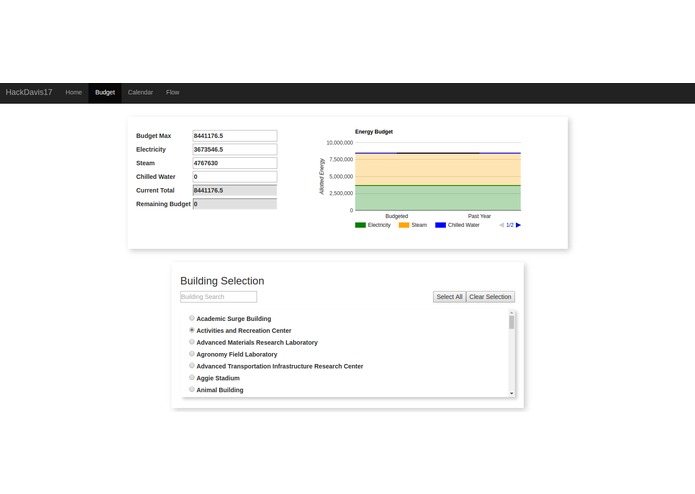 HackDavis17 Home Budget Calendar Flow
Budget Max 8441176.5
Electricity 3673546.5
Steam 4767630
Chilled Water 0
Current Total 8441176.5
Remaining Budget 0
Energy Budget
Allotted Energy
10,000,000
7,500,000
5,000,000
2,500,000
0
Budgeted Past Year
Electricity Steam Chilled Water 1/2
Building Selection
Building Search Select All Clear Selection
Academic Surge Building
Activities and Recreation Center
Advanced Materials Research Laboratory
Agronomy Field Laboratory
Advanced Transportation Infrastructure Research Center
Aggie Stadium
Animal Building